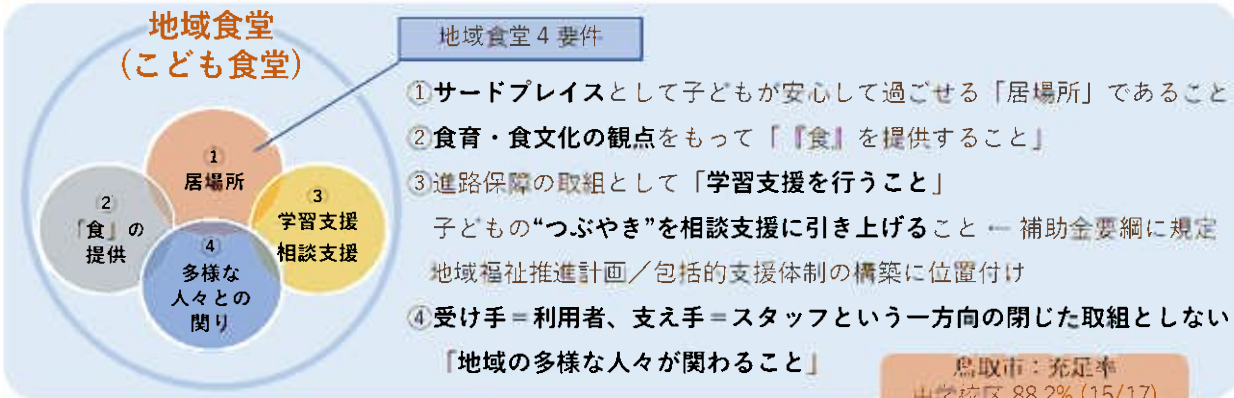 地域食堂
(こども食堂)
①
居場所
②
「食」の
提供
③
学習支援
相談支援
④
多様な
人々との
関り
地域食堂4要件
①サードプレイスとして子どもが安心して過ごせる「居場所」であること
②食育・食文化の観点をもって「『食』を提供すること」
③進路保障の取組として「学習支援を行うこと」
子どもの“つぶやき”を相談支援に引き上げること ← 補助金要綱に規定
地域福祉推進計画／包括的支援体制の構築に位置付け
④受け手＝利用者、支え手＝スタッフという一方向の閉じた取組としない
「地域の多様な人々が関わること」
鳥取市：充足率
中学校区 88.2% (15/17)